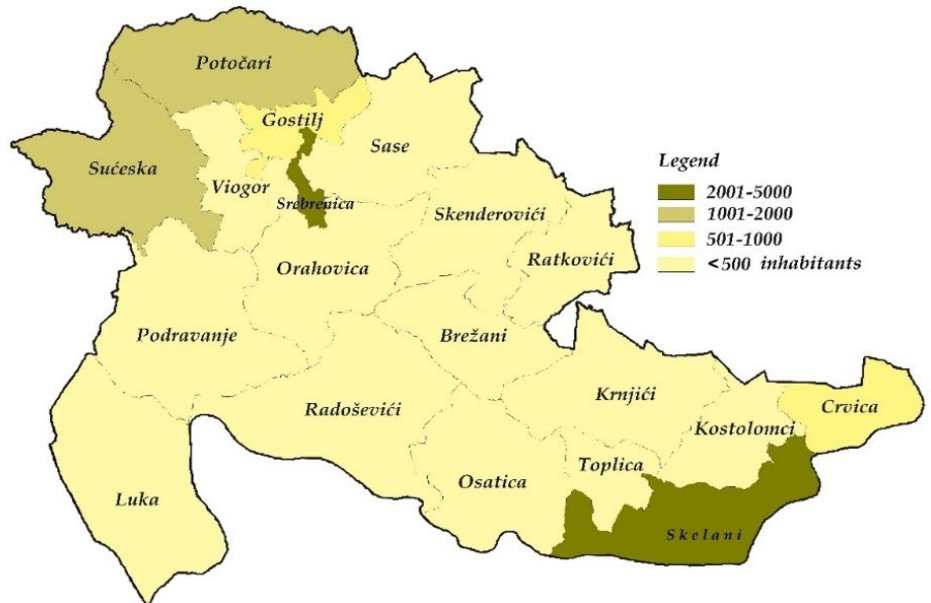 Potočari
Gostilj
Sase
Sućeska
Viogor
Srebrenica
Skenderovići
Orahovica
Ratkovići
Podravanje
Brežani
Radoševići
Krnjići
Crvica
Kostolomci
Toplica
Osatica
Luka
Skelani
Legend
2001-5000
1001-2000
501-1000
<500 inhabitants